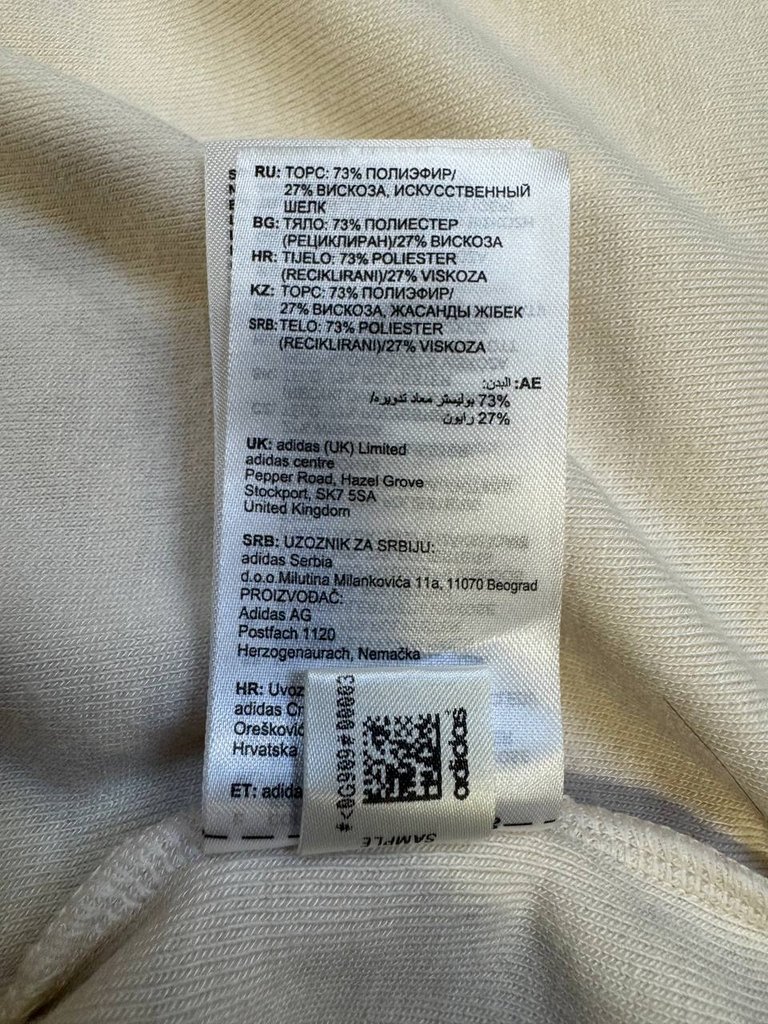 RU: ТОРС: 73% ПОЛИЭФИР/
27% ВИСКОЗА, ИСКУССТВЕННЫЙ
ШЕЛК
BG: ТЯЛО: 73% ПОЛИЕСТЕР
(РЕЦИКЛИРАН)/27% ВИСКОЗА
HR: TIJELO: 73% POLIESTER
(RECIKLIRANI)/27% VISKOZA
KZ: ТОРС: 73% ПОЛИЭФИР/
27% ВИСКОЗА, ЖАСАНДЫ ЖІБЕК
SRB: TELO: 73% POLIESTER
(RECIKLIRANI)/27% VISKOZA
AE: البدن:
73% بوليستر معاد تدويره/
27% رايون
UK: adidas (UK) Limited
adidas centre
Pepper Road, Hazel Grove
Stockport, SK7 5SA
United Kingdom
SRB: UZOZNIK ZA SRBIJU:
adidas Serbia
d.o.o.Milutina Milankovića 11a, 11070 Beograd
PROIZVOĐAČ:
Adidas AG
Postfach 1120
Herzogenaurach, Nemačka
HR: Uvoz
adidas Cr
Oreškovi
Hrvatska
ET: adida
adidas
SAMPLE